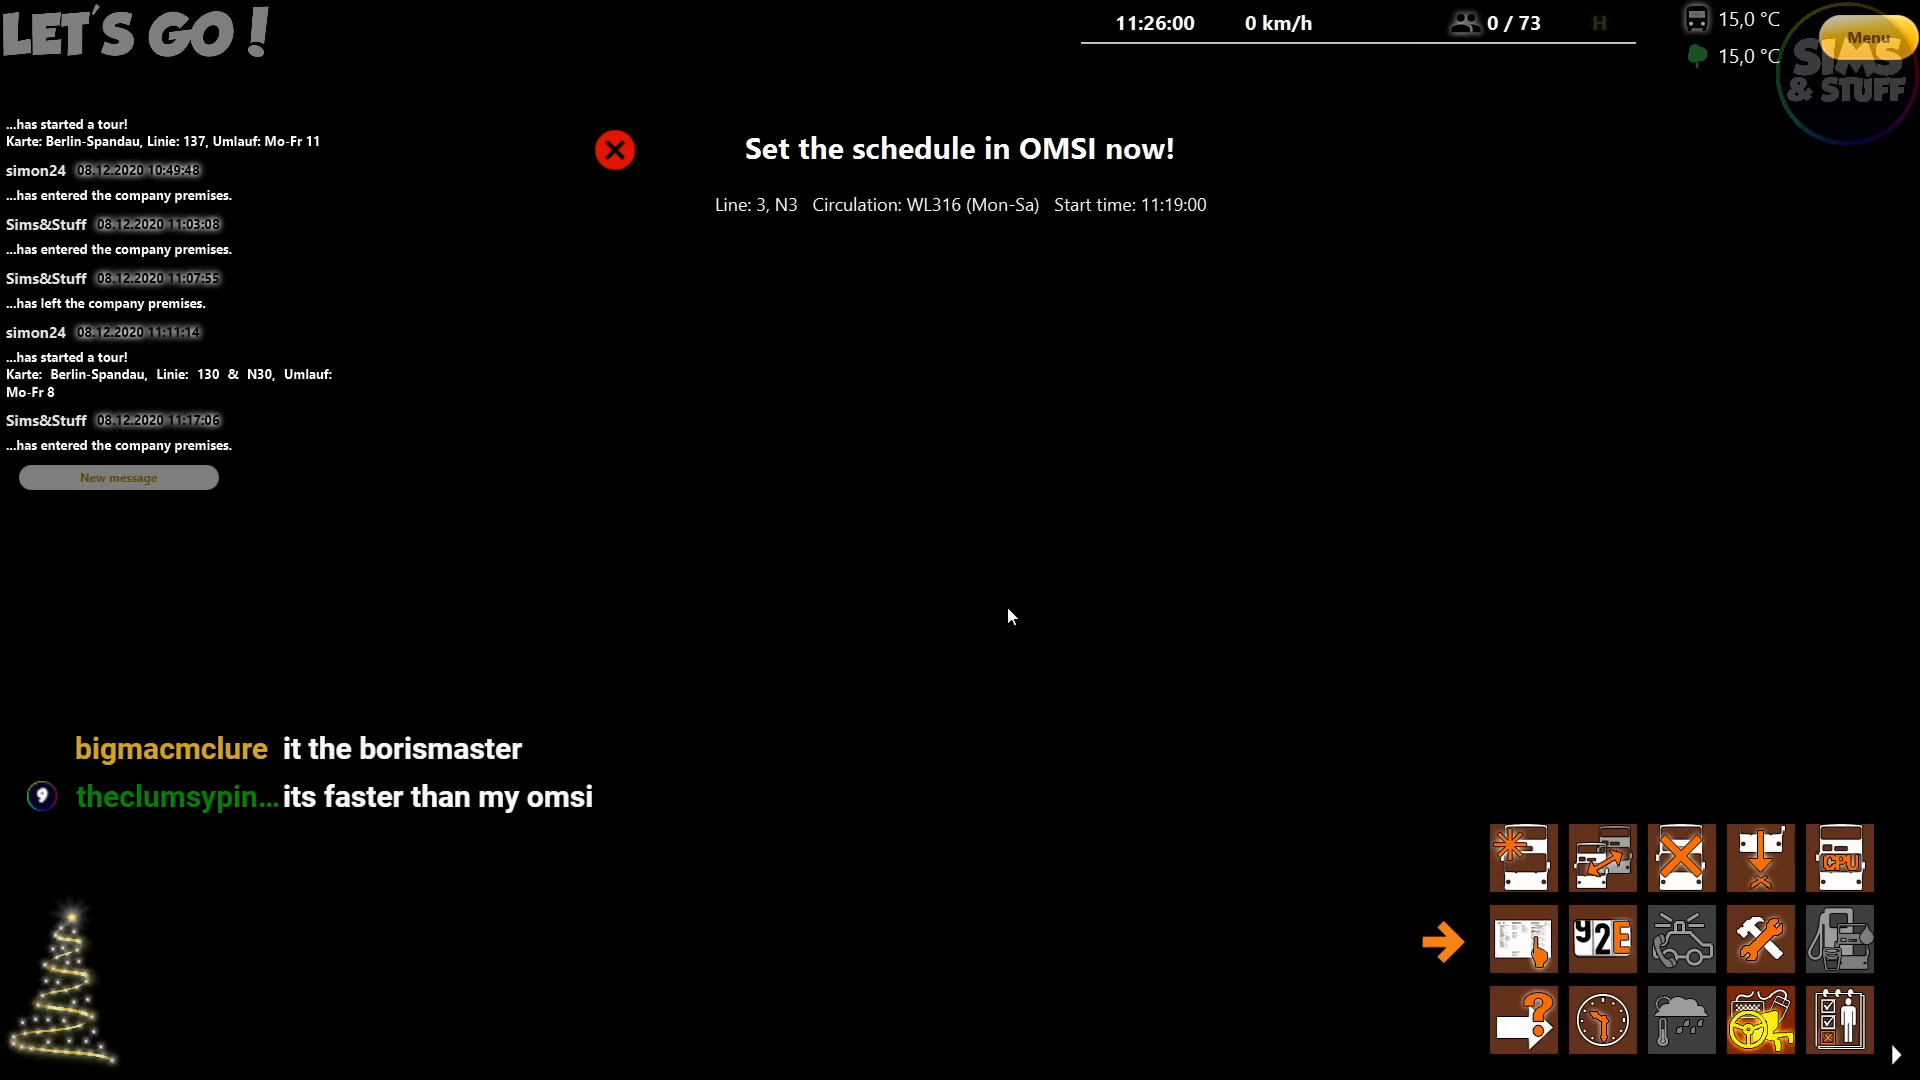 LET'S GO !
11:26:00 0 km/h 0 / 73 H
15,0 °C
15,0 °C
Menu
SIMS
& STUFF
...has started a tour!
Karte: Berlin-Spandau, Linie: 137, Umlauf: Mo-Fr 11
simon24 08.12.2020 10:49:48
...has entered the company premises.
Sims&Stuff 08.12.2020 11:03:08
...has entered the company premises.
Sims&Stuff 08.12.2020 11:07:55
...has left the company premises.
simon24 08.12.2020 11:11:14
...has started a tour!
Karte: Berlin-Spandau, Linie: 130 & N30, Umlauf:
Mo-Fr 8
Sims&Stuff 08.12.2020 11:17:06
...has entered the company premises.
New message
Set the schedule in OMSI now!
Line: 3, N3 Circulation: WL316 (Mon-Sa) Start time: 11:19:00
bigmacmclure it the borismaster
9 theclumsypin... its faster than my omsi
CPU
92E
?